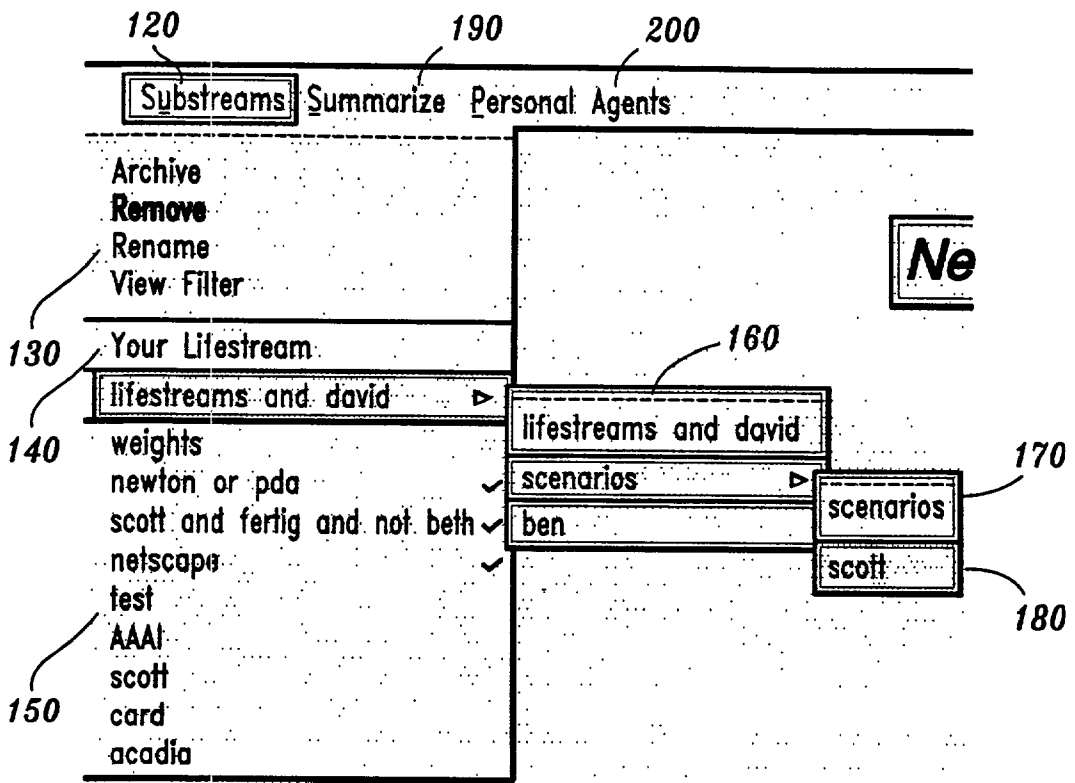 120 190 200
Substreams Summarize Personal Agents
Archive
Remove
Rename
View Filter
Ne
130
Your Lifestream
160
140
lifestreams and david
lifestreams and david
weights
newton or pda
scenarios
170
scenarios
scott and fertig and not beth
ben
netscape
scott
180
test
AAAI
scott
150
card
acadia